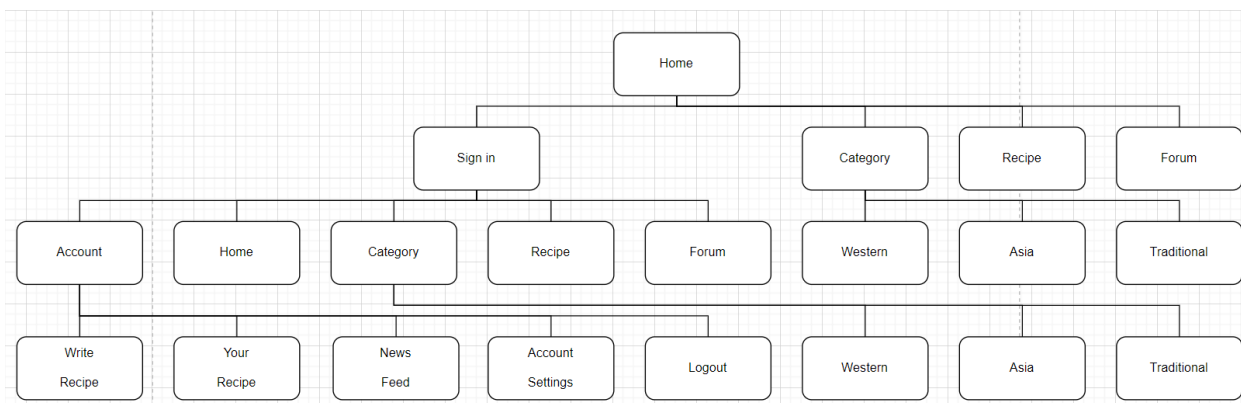 Home
Sign in
Category
Recipe
Forum
Account
Home
Category
Recipe
Forum
Western
Asia
Traditional
Write
Recipe
Your
Recipe
News
Feed
Account
Settings
Logout
Western
Asia
Traditional